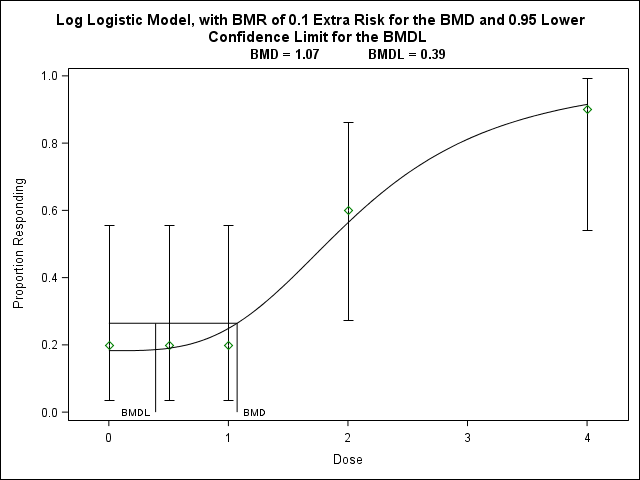 Log Logistic Model, with BMR of 0.1 Extra Risk for the BMD and 0.95 Lower
Confidence Limit for the BMDL
BMD = 1.07 BMDL = 0.39
1.0
0.8
0.6
0.4
0.2
0.0
Proportion Responding
BMDL
BMD
0 1 2 3 4
Dose